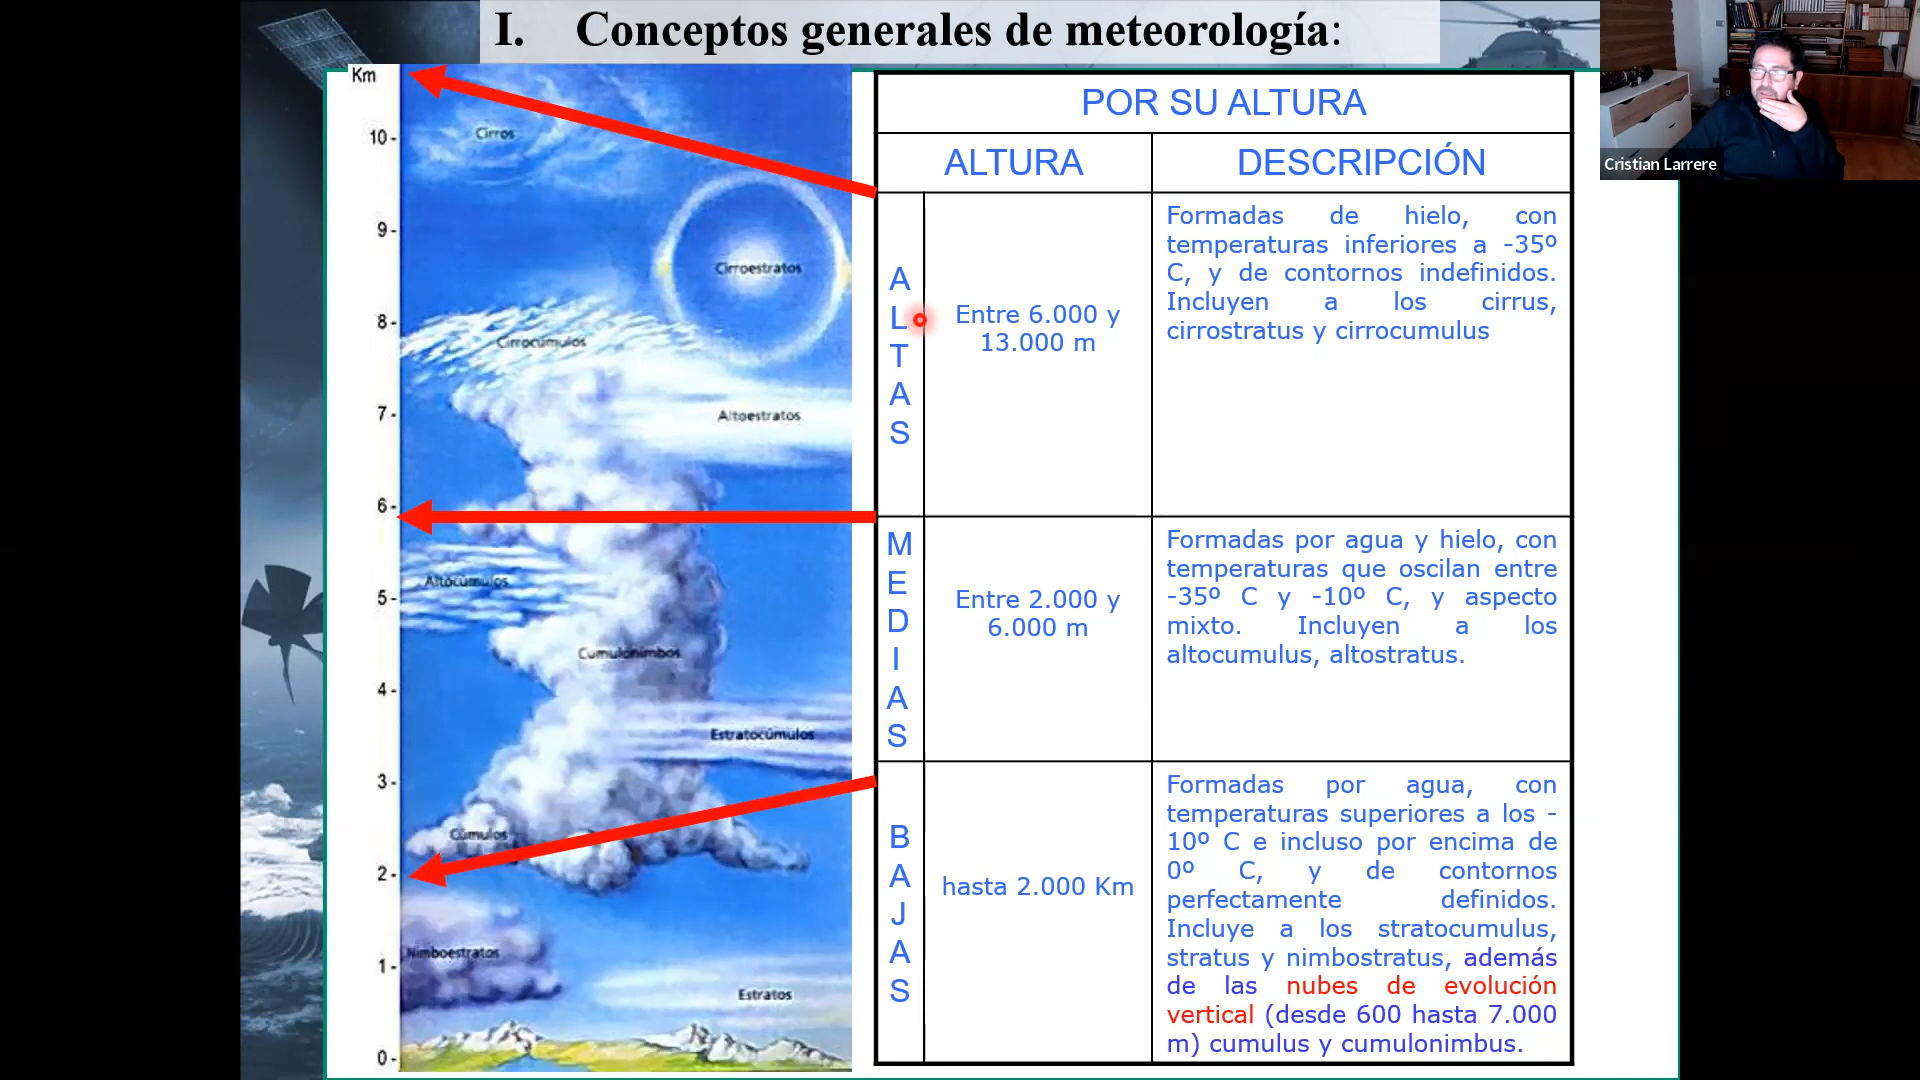 I. Conceptos generales de meteorología:
Km
10 -
9 -
8 -
7 -
6 -
5 -
4 -
3 -
2 -
1 -
0 -
Cirros
Cirroestratos
Cirrocúmulos
Altoestratos
Altocúmulos
Cumulonimbos
Estratocúmulos
Cúmulos
Nimboestratos
Estratos
POR SU ALTURA
ALTURA
DESCRIPCIÓN
ALTAS
Entre 6.000 y
13.000 m
Formadas de hielo, con
temperaturas inferiores a -35º
C, y de contornos indefinidos.
Incluyen a los cirrus,
cirrostratus y cirrocumulus
MEDIAS
Entre 2.000 y
6.000 m
Formadas por agua y hielo, con
temperaturas que oscilan entre
-35º C y -10º C, y aspecto
mixto. Incluyen a los
altocumulus, altostratus.
BAJAS
hasta 2.000 Km
Formadas por agua, con
temperaturas superiores a los -
10º C e incluso por encima de
0º C, y de contornos
perfectamente definidos.
Incluye a los stratocumulus,
stratus y nimbostratus, además
de las nubes de evolución
vertical (desde 600 hasta 7.000
m) cumulus y cumulonimbus.
Cristian Larrere